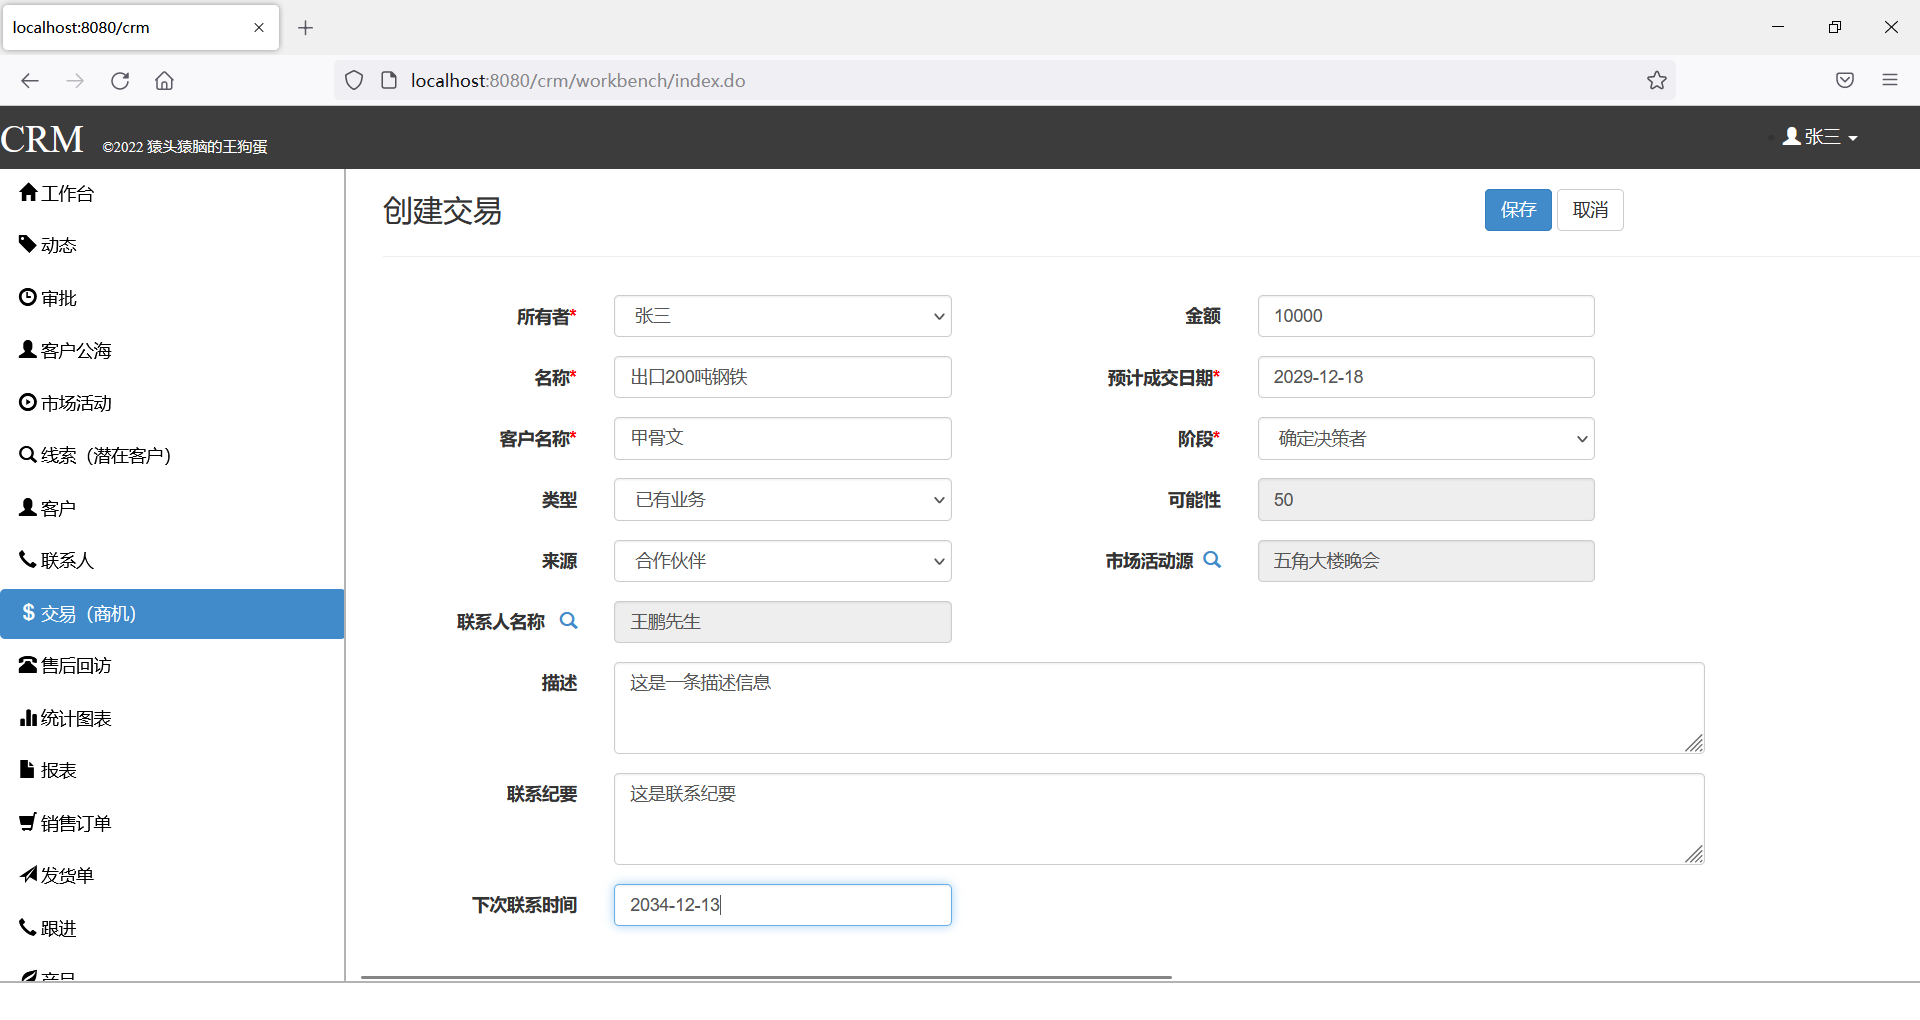 localhost:8080/crm
localhost:8080/crm/workbench/index.do
CRM ©2022 猿头猿脑的王狗蛋
张三
工作台
动态
审批
客户公海
市场活动
线索（潜在客户）
客户
联系人
$ 交易（商机）
售后回访
统计图表
报表
销售订单
发货单
跟进
产品
创建交易
保存 取消
所有者* 张三 金额 10000
名称* 出口200吨钢铁 预计成交日期* 2029-12-18
客户名称* 甲骨文 阶段* 确定决策者
类型 已有业务 可能性 50
来源 合作伙伴 市场活动源 五角大楼晚会
联系人名称 王鹏先生
描述 这是一条描述信息
联系纪要 这是联系纪要
下次联系时间 2034-12-13